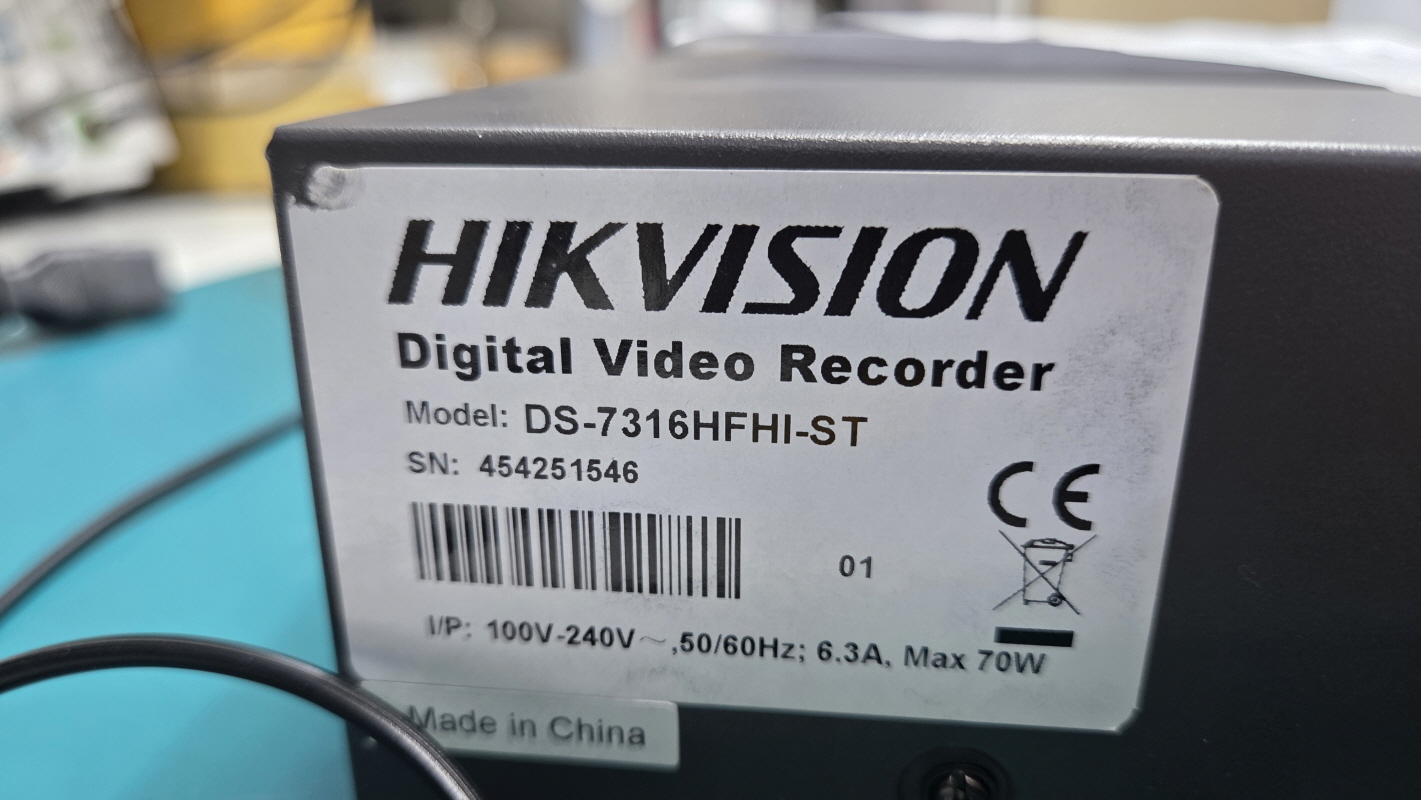 HIKVISION
Digital Video Recorder
Model: DS-7316HFHI-ST
SN: 454251546
01
I/P: 100V-240V～,50/60Hz; 6.3A, Max 70W
Made in China